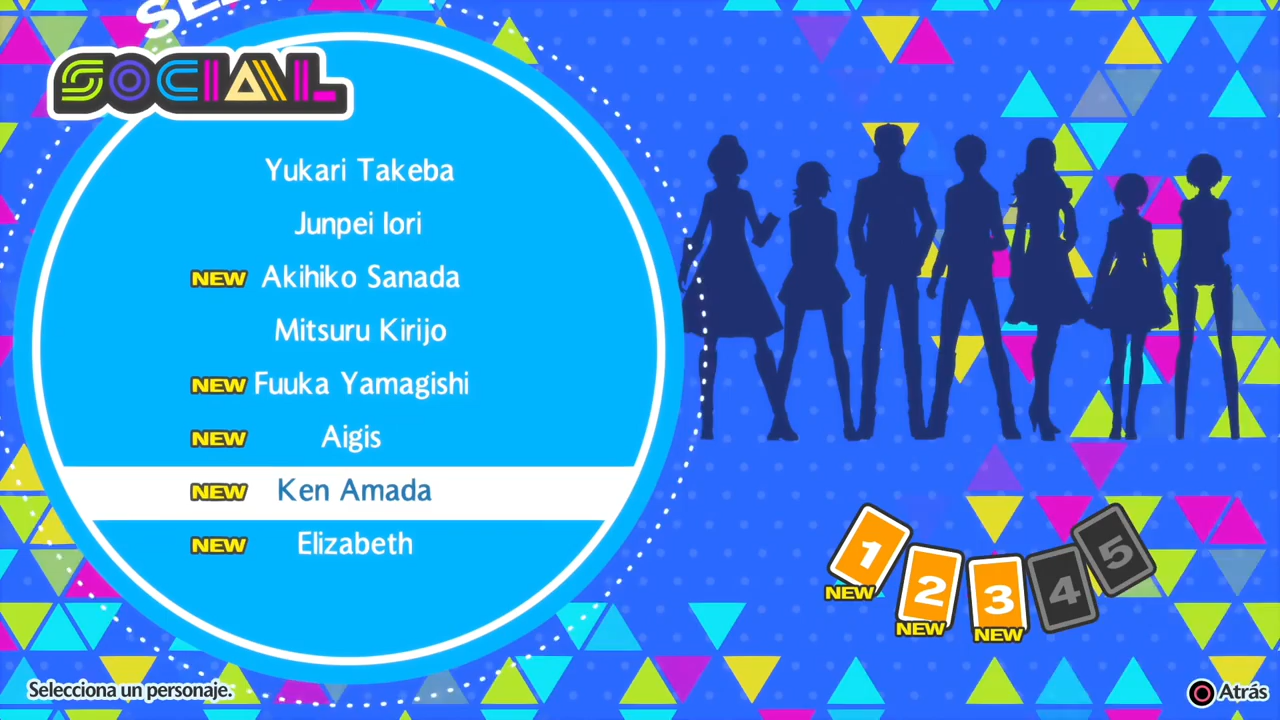 SOCIAL
Yukari Takeba
Junpei Iori
NEW Akihiko Sanada
Mitsuru Kirijo
NEW Fuuka Yamagishi
NEW Aigis
NEW Ken Amada
NEW Elizabeth
1 2 3 4 5
NEW NEW NEW
Selecciona un personaje.
Atrás